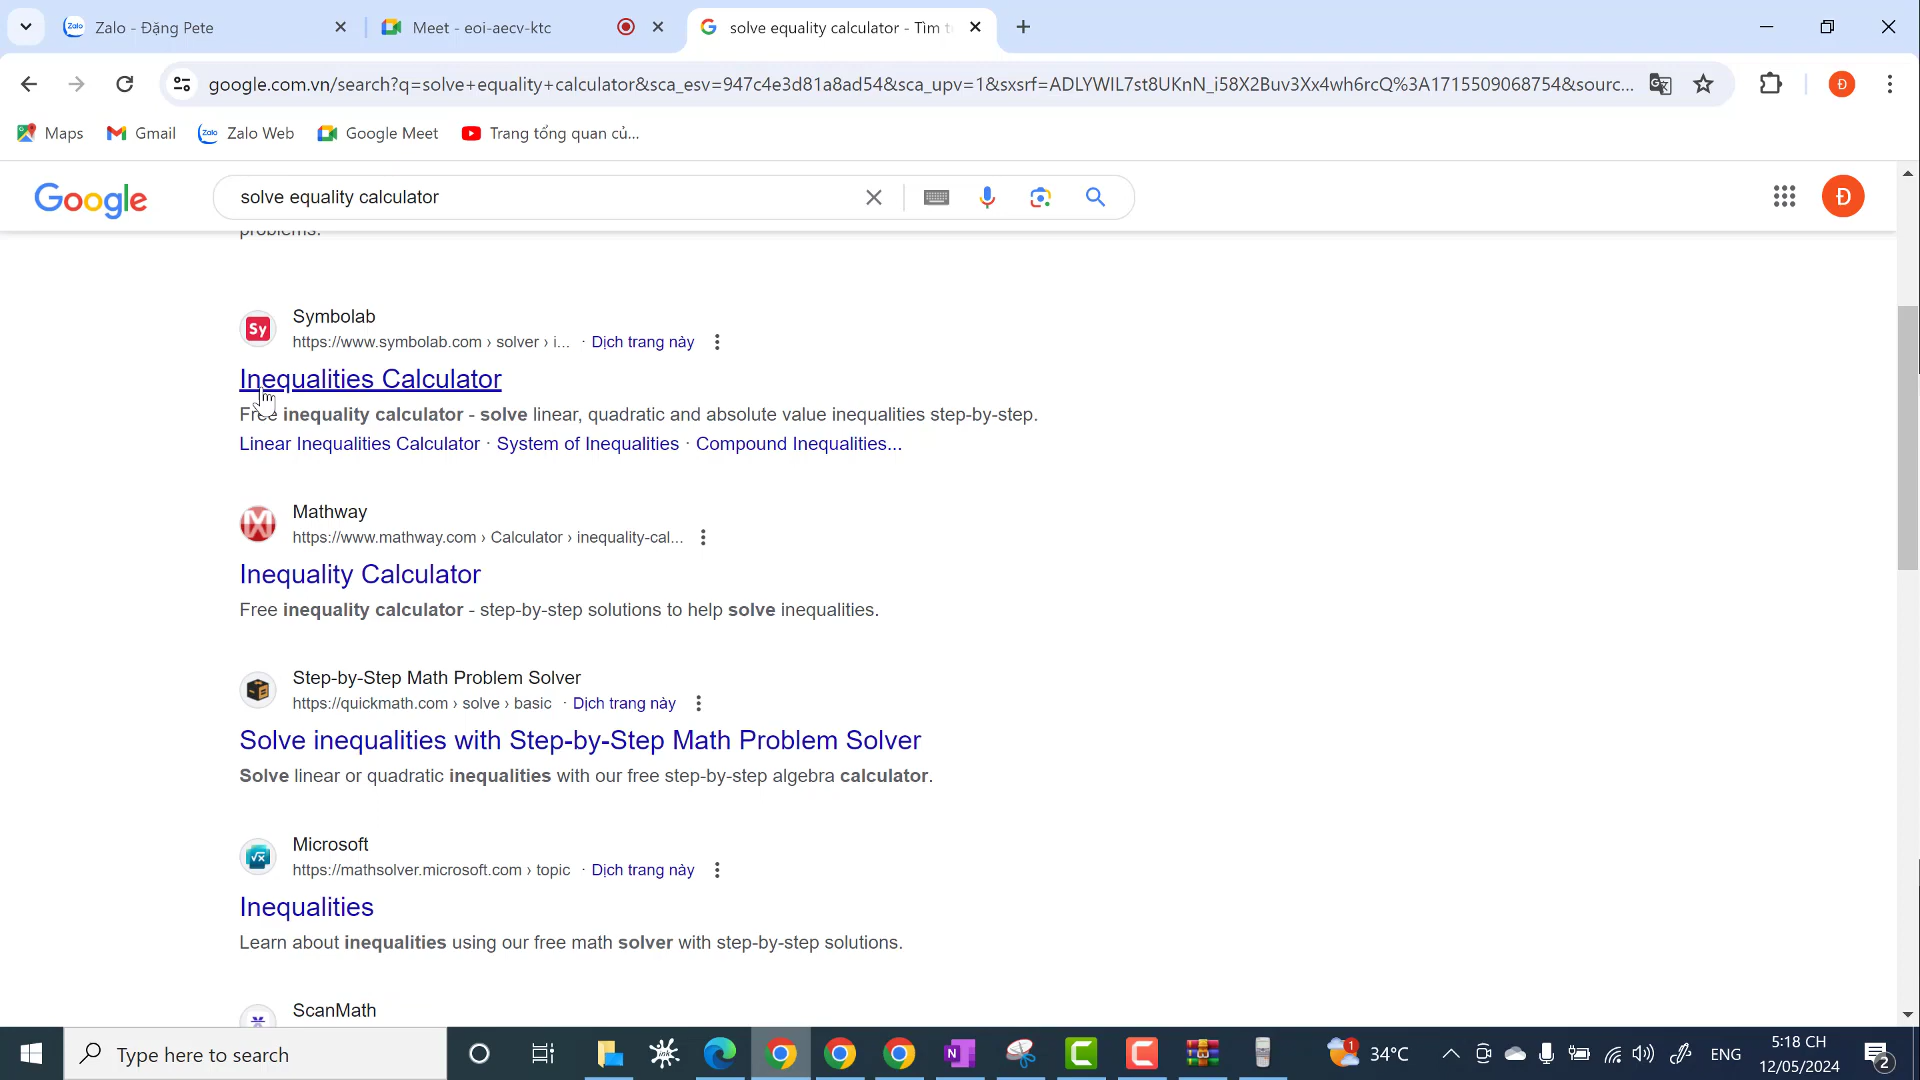 Zalo - Đặng Pete
Meet - eoi-aecv-ktc
solve equality calculator - Tìm t
google.com.vn/search?q=solve+equality+calculator&sca_esv=947c4e3d81a8ad54&sca_upv=1&sxsrf=ADLYWIL7st8UKnN_i58X2Buv3Xx4wh6rcQ%3A1715509068754&sourc...
Đ
Maps
Gmail
Zalo Web
Google Meet
Trang tổng quan củ...
Google
solve equality calculator
Đ
problems.
Sy
Symbolab
https://www.symbolab.com › solver › i... · Dịch trang này
Inequalities Calculator
Free inequality calculator - solve linear, quadratic and absolute value inequalities step-by-step.
Linear Inequalities Calculator · System of Inequalities · Compound Inequalities...
Mathway
https://www.mathway.com › Calculator › inequality-cal...
Inequality Calculator
Free inequality calculator - step-by-step solutions to help solve inequalities.
Step-by-Step Math Problem Solver
https://quickmath.com › solve › basic · Dịch trang này
Solve inequalities with Step-by-Step Math Problem Solver
Solve linear or quadratic inequalities with our free step-by-step algebra calculator.
Microsoft
https://mathsolver.microsoft.com › topic · Dịch trang này
Inequalities
Learn about inequalities using our free math solver with step-by-step solutions.
ScanMath
Type here to search
34°C
ENG
5:18 CH
12/05/2024
2